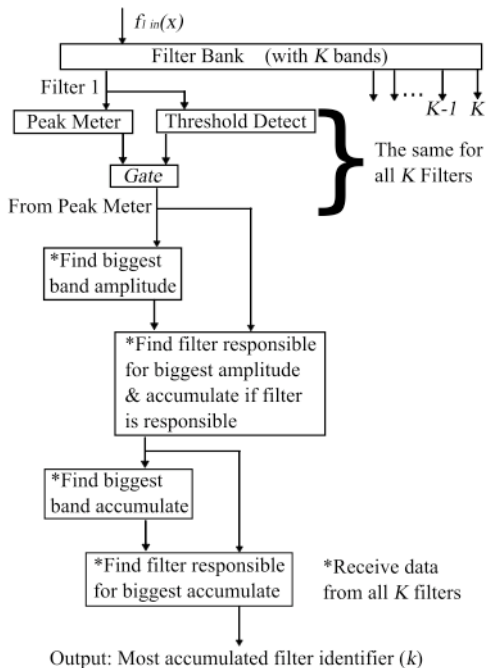 f1 in(x)
Filter Bank (with K bands)
Filter 1
... K-1 K
Peak Meter
Threshold Detect
Gate
The same for
all K Filters
From Peak Meter
*Find biggest
band amplitude
*Find filter responsible
for biggest amplitude
& accumulate if filter
is responsible
*Find biggest
band accumulate
*Find filter responsible
for biggest accumulate
*Receive data
from all K filters
Output: Most accumulated filter identifier (k)